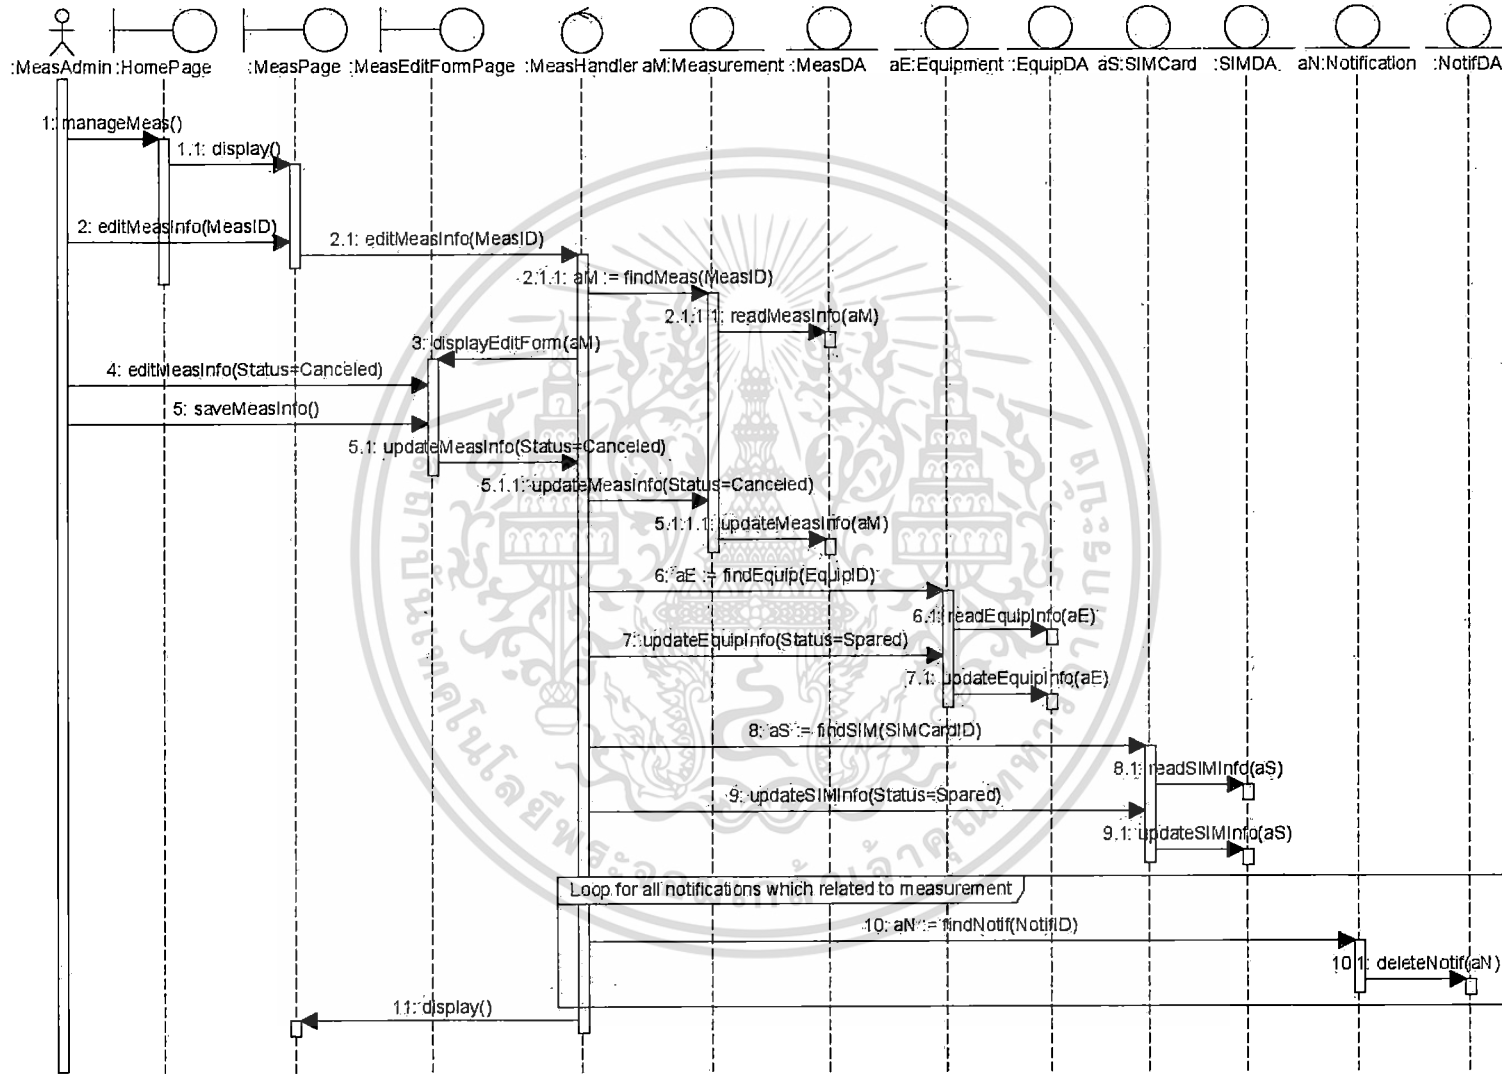 :MeasAdmin :HomePage :MeasPage :MeasEditFormPage :MeasHandler aM:Measurement :MeasDA aE:Equipment :EquipDA aS:SIMCard :SIMDA aN:Notification :NotifDA
1: manageMeas()
1.1: display()
2: editMeasInfo(MeasID)
2.1: editMeasInfo(MeasID)
2.1.1: aM := findMeas(MeasID)
2.1.1.1: readMeasInfo(aM)
3: displayEditForm(aM)
4: editMeasInfo(Status=Canceled)
5: saveMeasInfo()
5.1: updateMeasInfo(Status=Canceled)
5.1.1: updateMeasInfo(Status=Canceled)
5.1.1.1: updateMeasInfo(aM)
6: aE := findEquip(EquipID)
6.1: readEquipInfo(aE)
7: updateEquipInfo(Status=Spared)
7.1: updateEquipInfo(aE)
8: aS := findSIM(SIMCardID)
8.1: readSIMInfo(aS)
9: updateSIMInfo(Status=Spared)
9.1: updateSIMInfo(aS)
Loop for all notifications which related to measurement
10: aN := findNotif(NotifID)
10.1: deleteNotif(aN)
11: display()